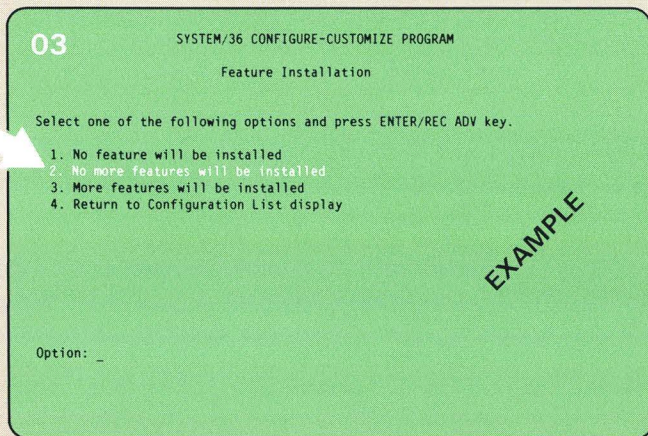 03
SYSTEM/36 CONFIGURE-CUSTOMIZE PROGRAM
Feature Installation
Select one of the following options and press ENTER/REC ADV key.
1. No feature will be installed
2. No more features will be installed
3. More features will be installed
4. Return to Configuration List display
EXAMPLE
Option: _